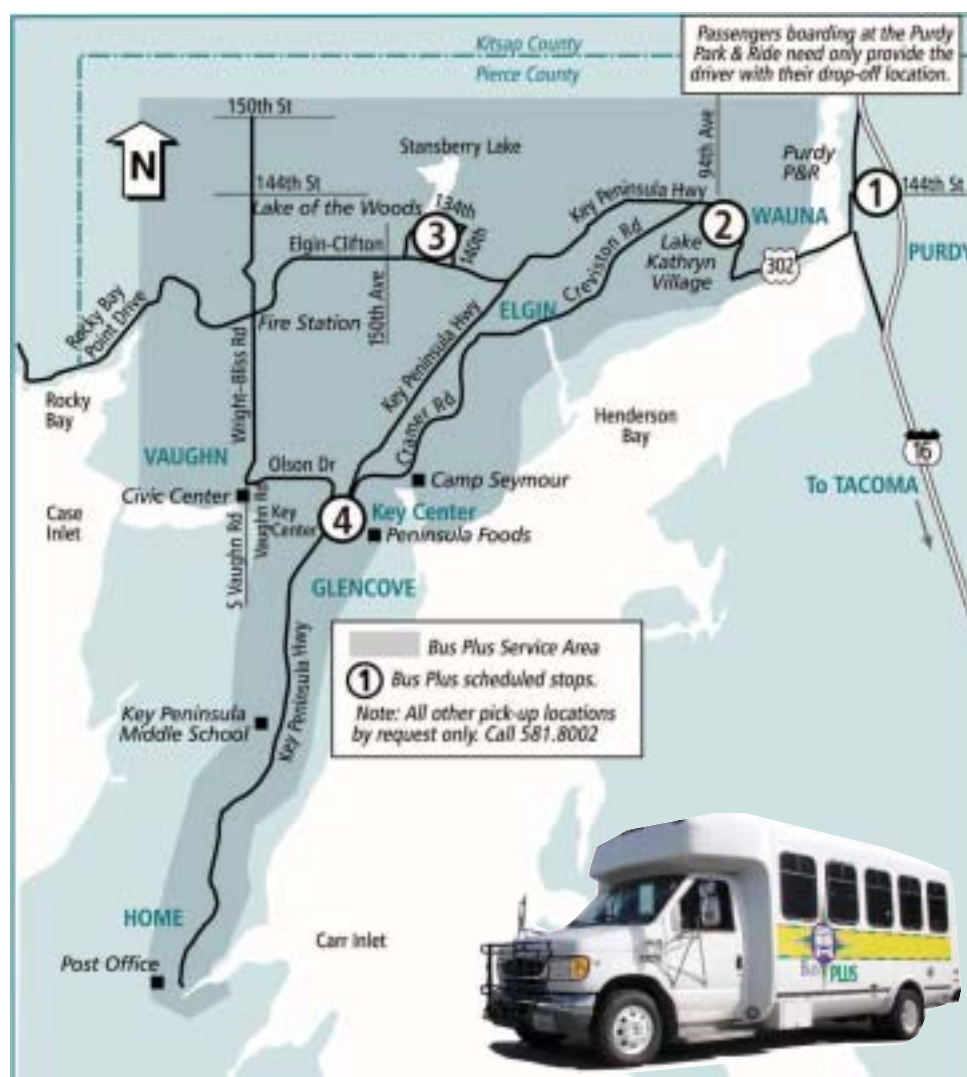 Passengers boarding at the Purdy
Park & Ride need only provide the
driver with their drop-off location.
Kitsap County
Pierce County
150th St
94th Ave
N
Stansberry Lake
Purdy
P&R
144th St
1
144th St
Lake of the Woods
134th
Key Peninsula Hwy
3
140th
2
WAUNA
Elgin-Clifton
Creviston Rd
Lake
Kathryn
Village
302
PURDY
Rocky Bay
Point Drive
Fire Station
150th Ave
ELGIN
Wright-Bliss Rd
Key Peninsula Hwy
Cramer Rd
Rocky
Bay
Henderson
Bay
16
VAUGHN
Olson Dr
Camp Seymour
To TACOMA
Civic Center
Case
Inlet
S Vaughn Rd
Vaughn Rd
Key
Center
4
Key Center
Peninsula Foods
GLENCOVE
Key Peninsula Hwy
Bus Plus Service Area
1 Bus Plus scheduled stops.
Note: All other pick-up locations
by request only. Call 581.8002
Key Peninsula
Middle School
HOME
Carr Inlet
Post Office
Bus
PLUS